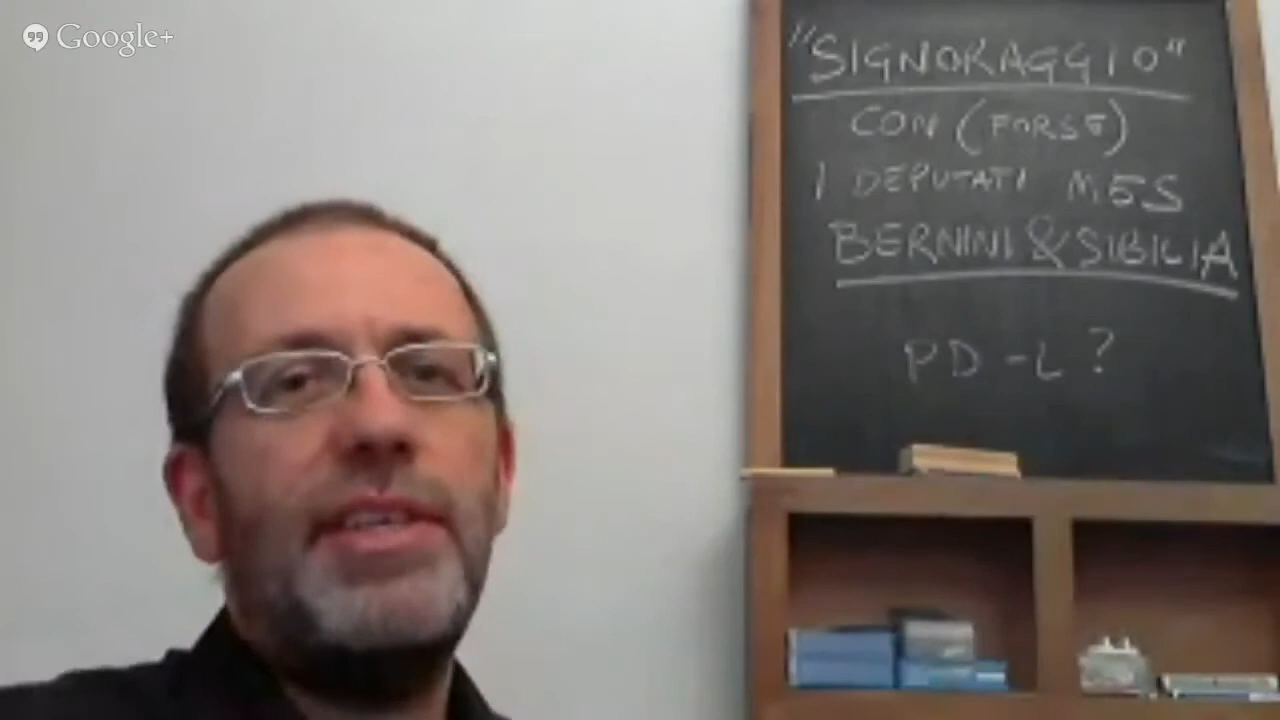 Google+
"SIGNORAGGIO"
CON (FORSE)
I DEPUTATI M5S
BERNINI & SIBILIA
PD-L?